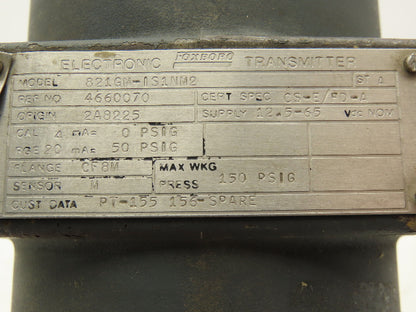 ELECTRONIC FOXBORO TRANSMITTER
MODEL 821GM-IS1NM2 ST A
REF NO 4660070 CERT SPEC CS-E/FD-A
ORIGIN 2A8225 SUPPLY 12.5-65 Vdc NOM
CAL 4 mA= 0 PSIG
RGE 20 mA= 50 PSIG
FLANGE CF8M MAX WKG
SENSOR M PRESS 150 PSIG
CUST DATA PT-155 156-SPARE